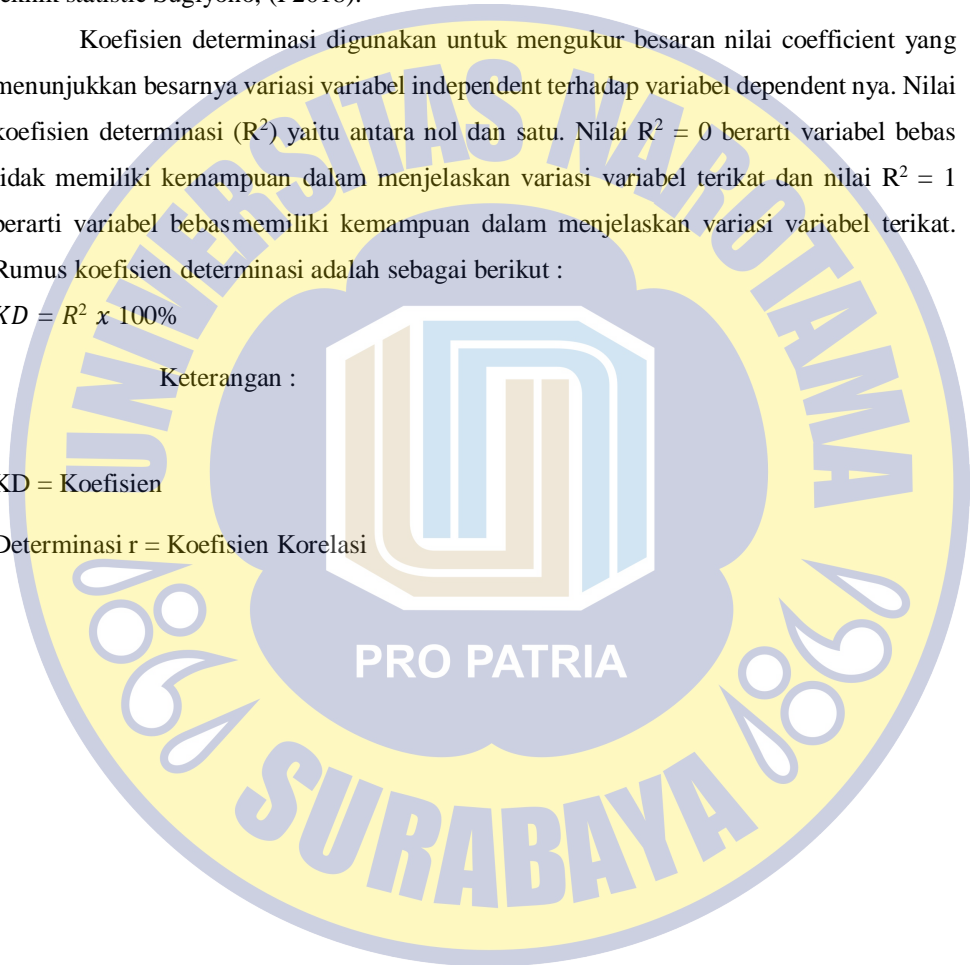 Koefisien determinasi digunakan untuk mengukur besaran nilai coefficient yang
menunjukkan besarnya variasi variabel independent terhadap variabel dependent nya. Nilai
koefisien determinasi (R²) yaitu antara nol dan satu. Nilai R² = 0 berarti variabel bebas
tidak memiliki kemampuan dalam menjelaskan variasi variabel terikat dan nilai R² = 1
berarti variabel bebas memiliki kemampuan dalam menjelaskan variasi variabel terikat.
Rumus koefisien determinasi adalah sebagai berikut :
KD = R² x 100%
Keterangan :
KD = Koefisien
Determinasi r = Koefisien Korelasi
UNIVERSITAS NAROTAMA
PRO PATRIA
SURABAYA